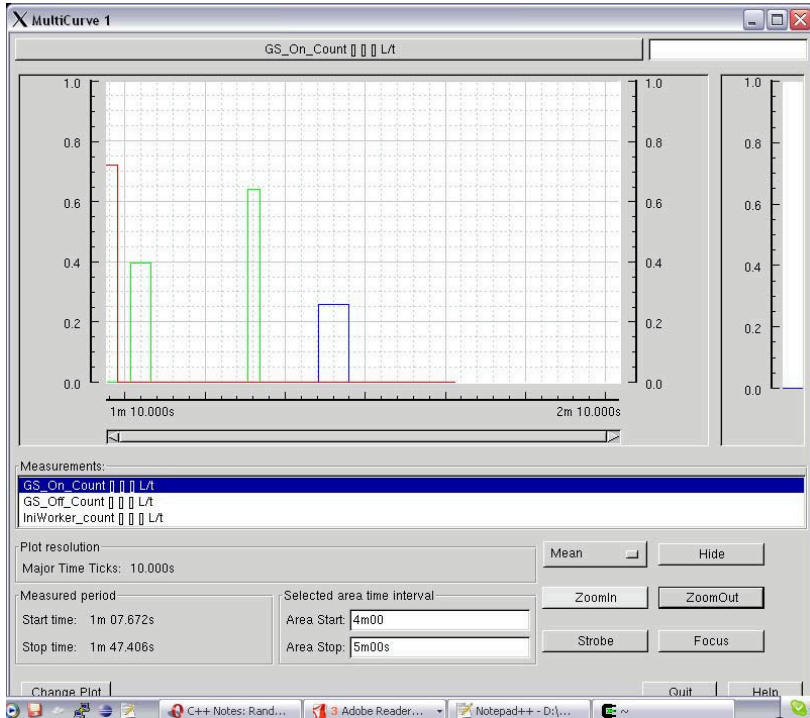 MultiCurve 1
GS_On_Count [] [] [] L/t
1.0 1.0 1.0
0.8 0.8 0.8
0.6 0.6 0.6
0.4 0.4 0.4
0.2 0.2 0.2
0.0 0.0 0.0
1m 10.000s 2m 10.000s
Measurements:
GS_On_Count [] [] [] L/t
GS_Off_Count [] [] [] L/t
IniWorker_count [] [] [] L/t
Plot resolution
Major Time Ticks: 10.000s
Mean Hide
Measured period Selected area time interval
Start time: 1m 07.672s Area Start: 4m00
Stop time: 1m 47.406s Area Stop: 5m00s
ZoomIn ZoomOut
Strobe Focus
Change Plot Quit Help
C++ Notes: Rand... 3 Adobe Reader... Notepad++ - D:\... ~